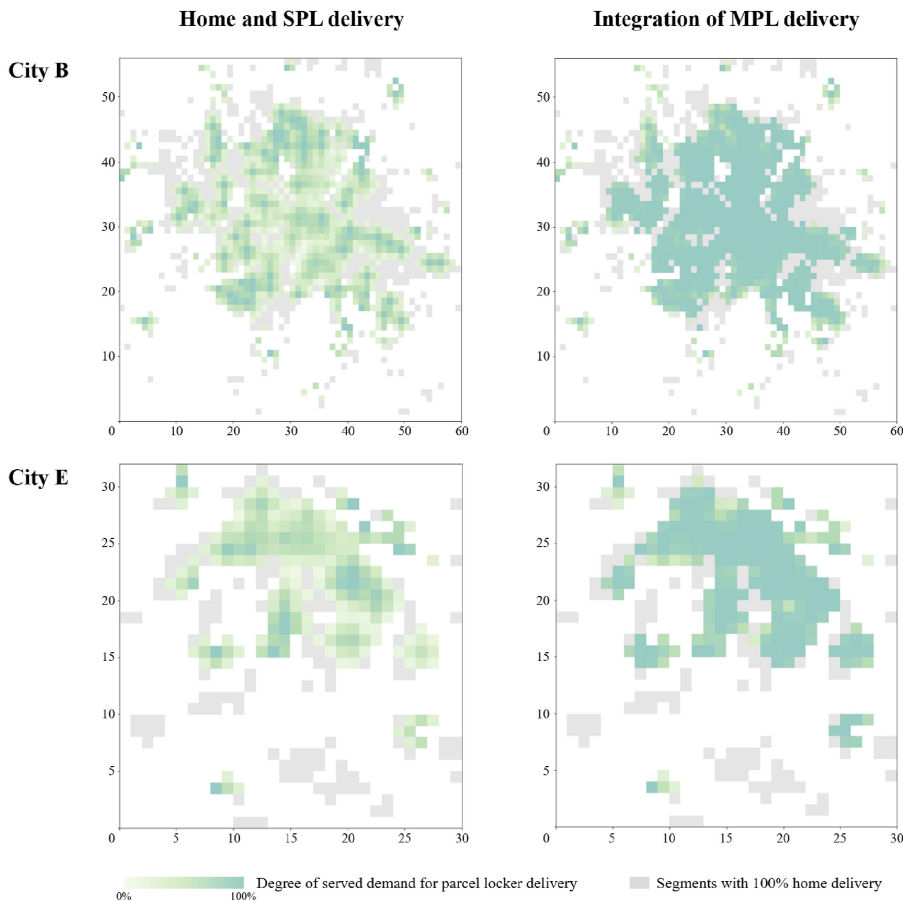 Home and SPL delivery Integration of MPL delivery
City B
50
40
30
20
10
0 10 20 30 40 50 60
50
40
30
20
10
0 10 20 30 40 50 60
City E
30
25
20
15
10
5
0 5 10 15 20 25 30
30
25
20
15
10
5
0 5 10 15 20 25 30
0% 100% Degree of served demand for parcel locker delivery Segments with 100% home delivery